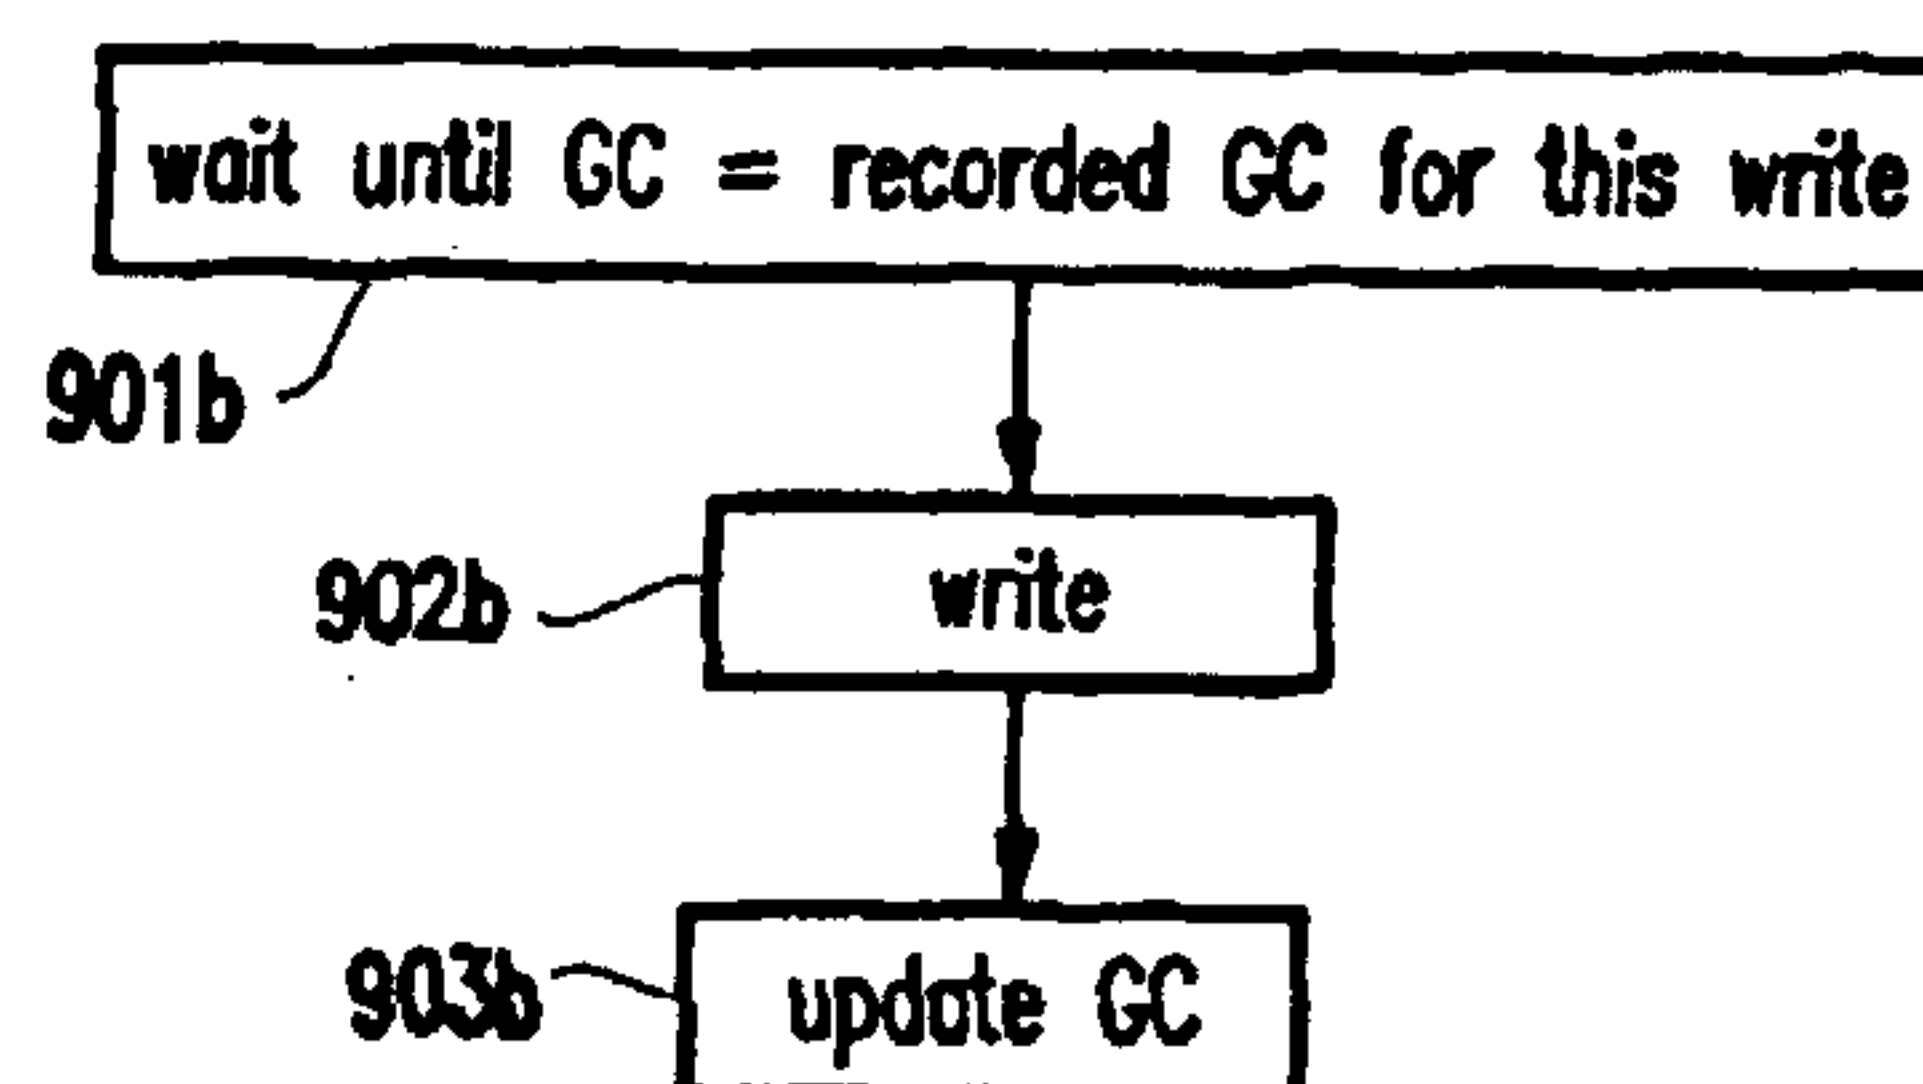 wait until GC = recorded GC for this write
901b
902b
write
903b
update GC